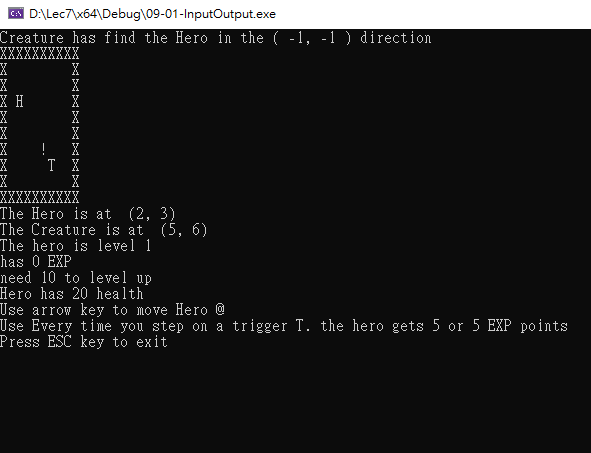 D:\Lec7\x64\Debug\09-01-InputOutput.exe
Creature has find the Hero in the ( -1, -1 ) direction
XXXXXXXXXX
X        X
X        X
X H      X
X        X
X        X
X    !   X
X     T  X
X        X
XXXXXXXXXX
The Hero is at  (2, 3)
The Creature is at  (5, 6)
The hero is level 1
has 0 EXP
need 10 to level up
Hero has 20 health
Use arrow key to move Hero @
Use Every time you step on a trigger T. the hero gets 5 or 5 EXP points
Press ESC key to exit